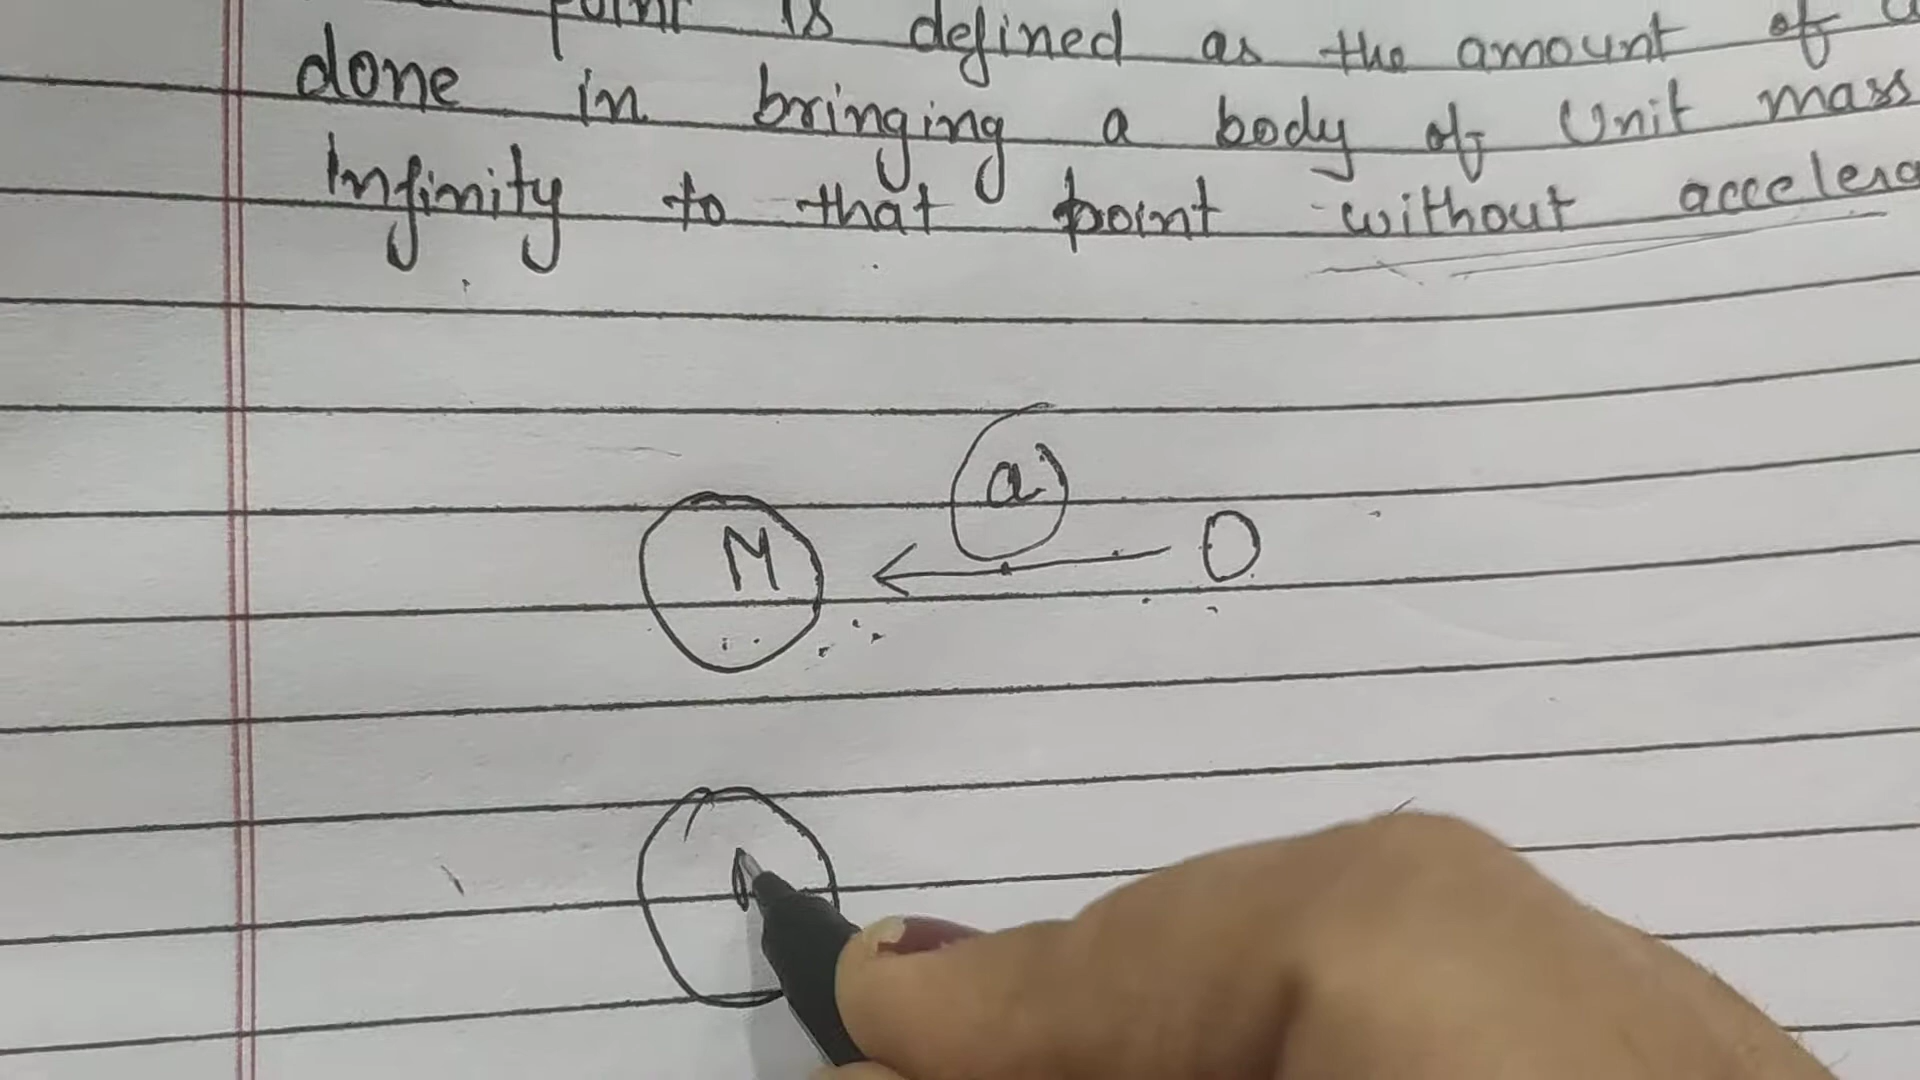 point is defined as the amount of
done in bringing a body of Unit mass
Infinity to that point without accelera
a
M